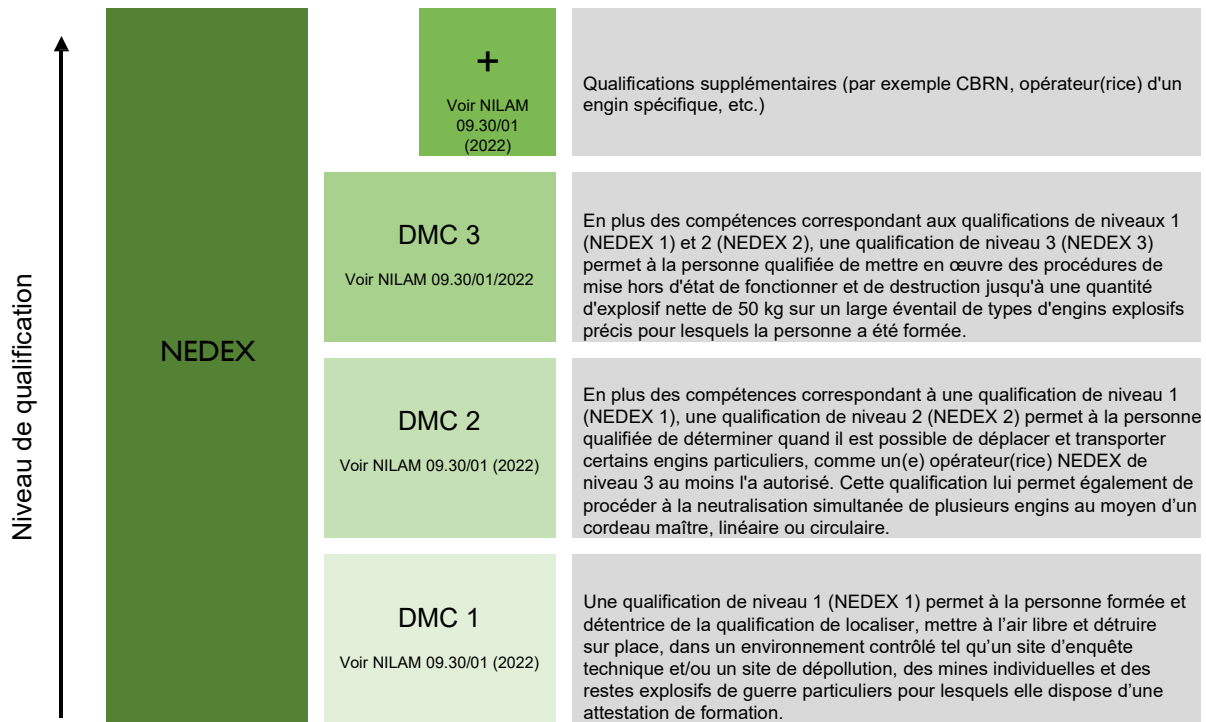 Niveau de qualification
NEDEX
+
Voir NILAM
09.30/01
(2022)
Qualifications supplémentaires (par exemple CBRN, opérateur(rice) d'un
engin spécifique, etc.)
DMC 3
Voir NILAM 09.30/01/2022
En plus des compétences correspondant aux qualifications de niveaux 1
(NEDEX 1) et 2 (NEDEX 2), une qualification de niveau 3 (NEDEX 3)
permet à la personne qualifiée de mettre en œuvre des procédures de
mise hors d'état de fonctionner et de destruction jusqu'à une quantité
d'explosif nette de 50 kg sur un large éventail de types d'engins explosifs
précis pour lesquels la personne a été formée.
DMC 2
Voir NILAM 09.30/01 (2022)
En plus des compétences correspondant à une qualification de niveau 1
(NEDEX 1), une qualification de niveau 2 (NEDEX 2) permet à la personne
qualifiée de déterminer quand il est possible de déplacer et transporter
certains engins particuliers, comme un(e) opérateur(rice) NEDEX de
niveau 3 au moins l'a autorisé. Cette qualification lui permet également de
procéder à la neutralisation simultanée de plusieurs engins au moyen d’un
cordeau maître, linéaire ou circulaire.
DMC 1
Voir NILAM 09.30/01 (2022)
Une qualification de niveau 1 (NEDEX 1) permet à la personne formée et
détentrice de la qualification de localiser, mettre à l’air libre et détruire
sur place, dans un environnement contrôlé tel qu’un site d’enquête
technique et/ou un site de dépollution, des mines individuelles et des
restes explosifs de guerre particuliers pour lesquels elle dispose d’une
attestation de formation.